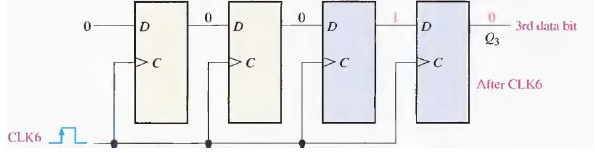 0 D 0 D 0 D 1 D 0 3rd data bit
Q3
C C C C
After CLK6
CLK6